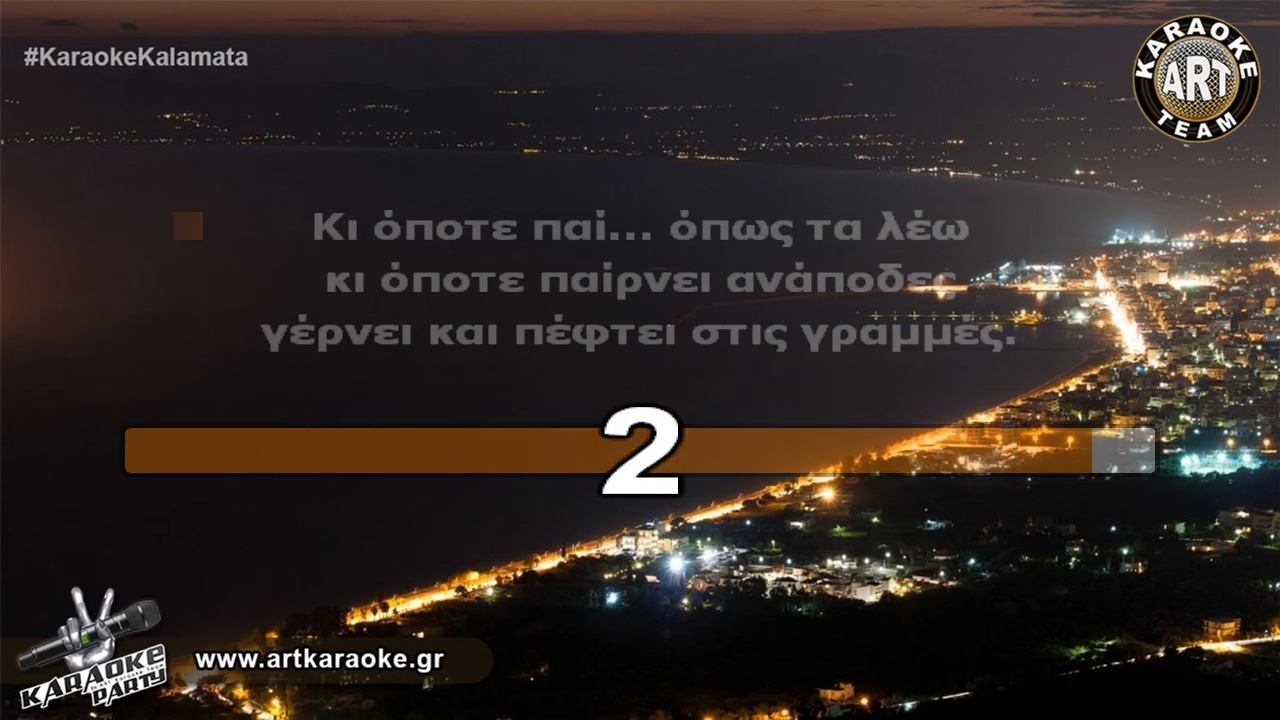 #KaraokeKalamata
KARAOKE
ART
TEAM
Κι όποτε παί... όπως τα λέω
κι όποτε παίρνει ανάποδες
γέρνει και πέφτει στις γραμμές.
2
KARAOKE
PARTY
www.artkaraoke.gr